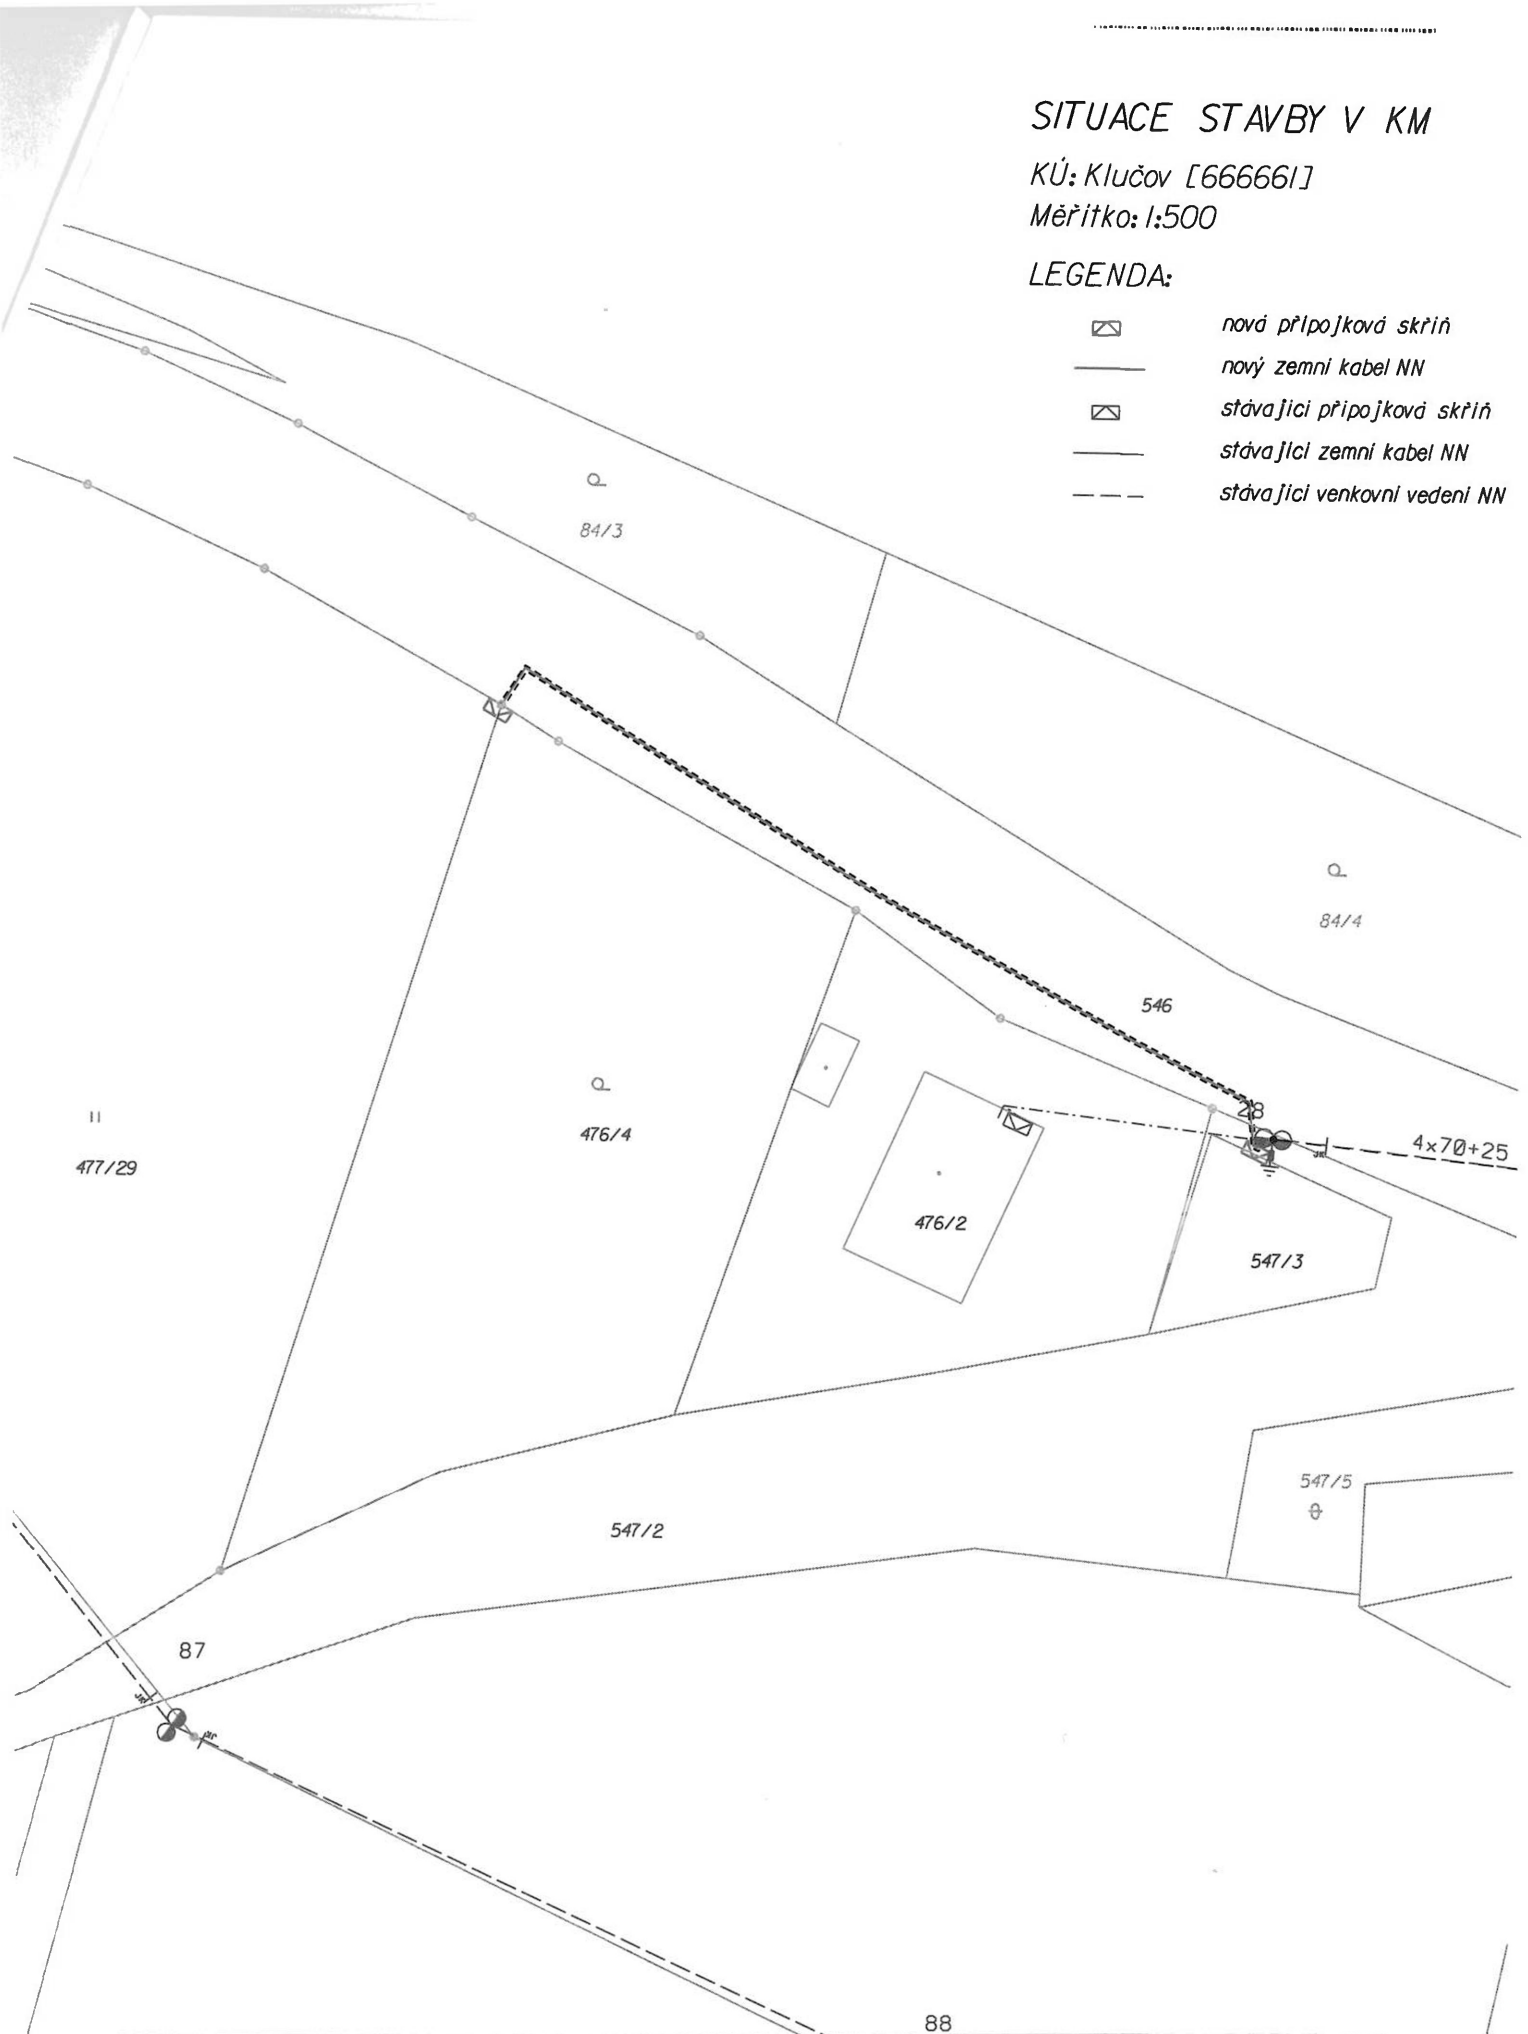 SITUACE STAVBY V KM
KÚ: Klučov [666661]
Měřítko: 1:500
LEGENDA:
nová přípojková skříň
nový zemní kabel NN
stávající přípojková skříň
stávající zemní kabel NN
stávající venkovní vedení NN
84/3
84/4
546
28
4x70+25
476/4
477/29
476/2
547/3
547/5
547/2
87
88